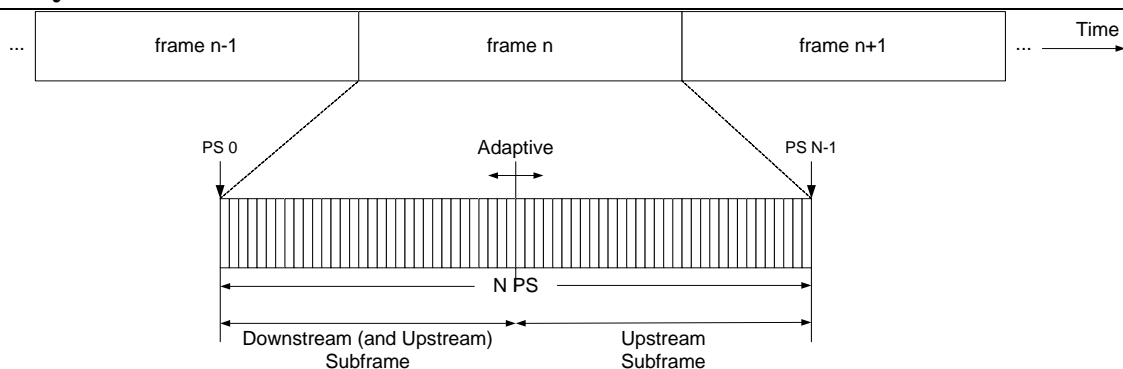 ... frame n-1 frame n frame n+1 ... Time
PS 0 Adaptive PS N-1
N PS
Downstream (and Upstream) Upstream
Subframe Subframe